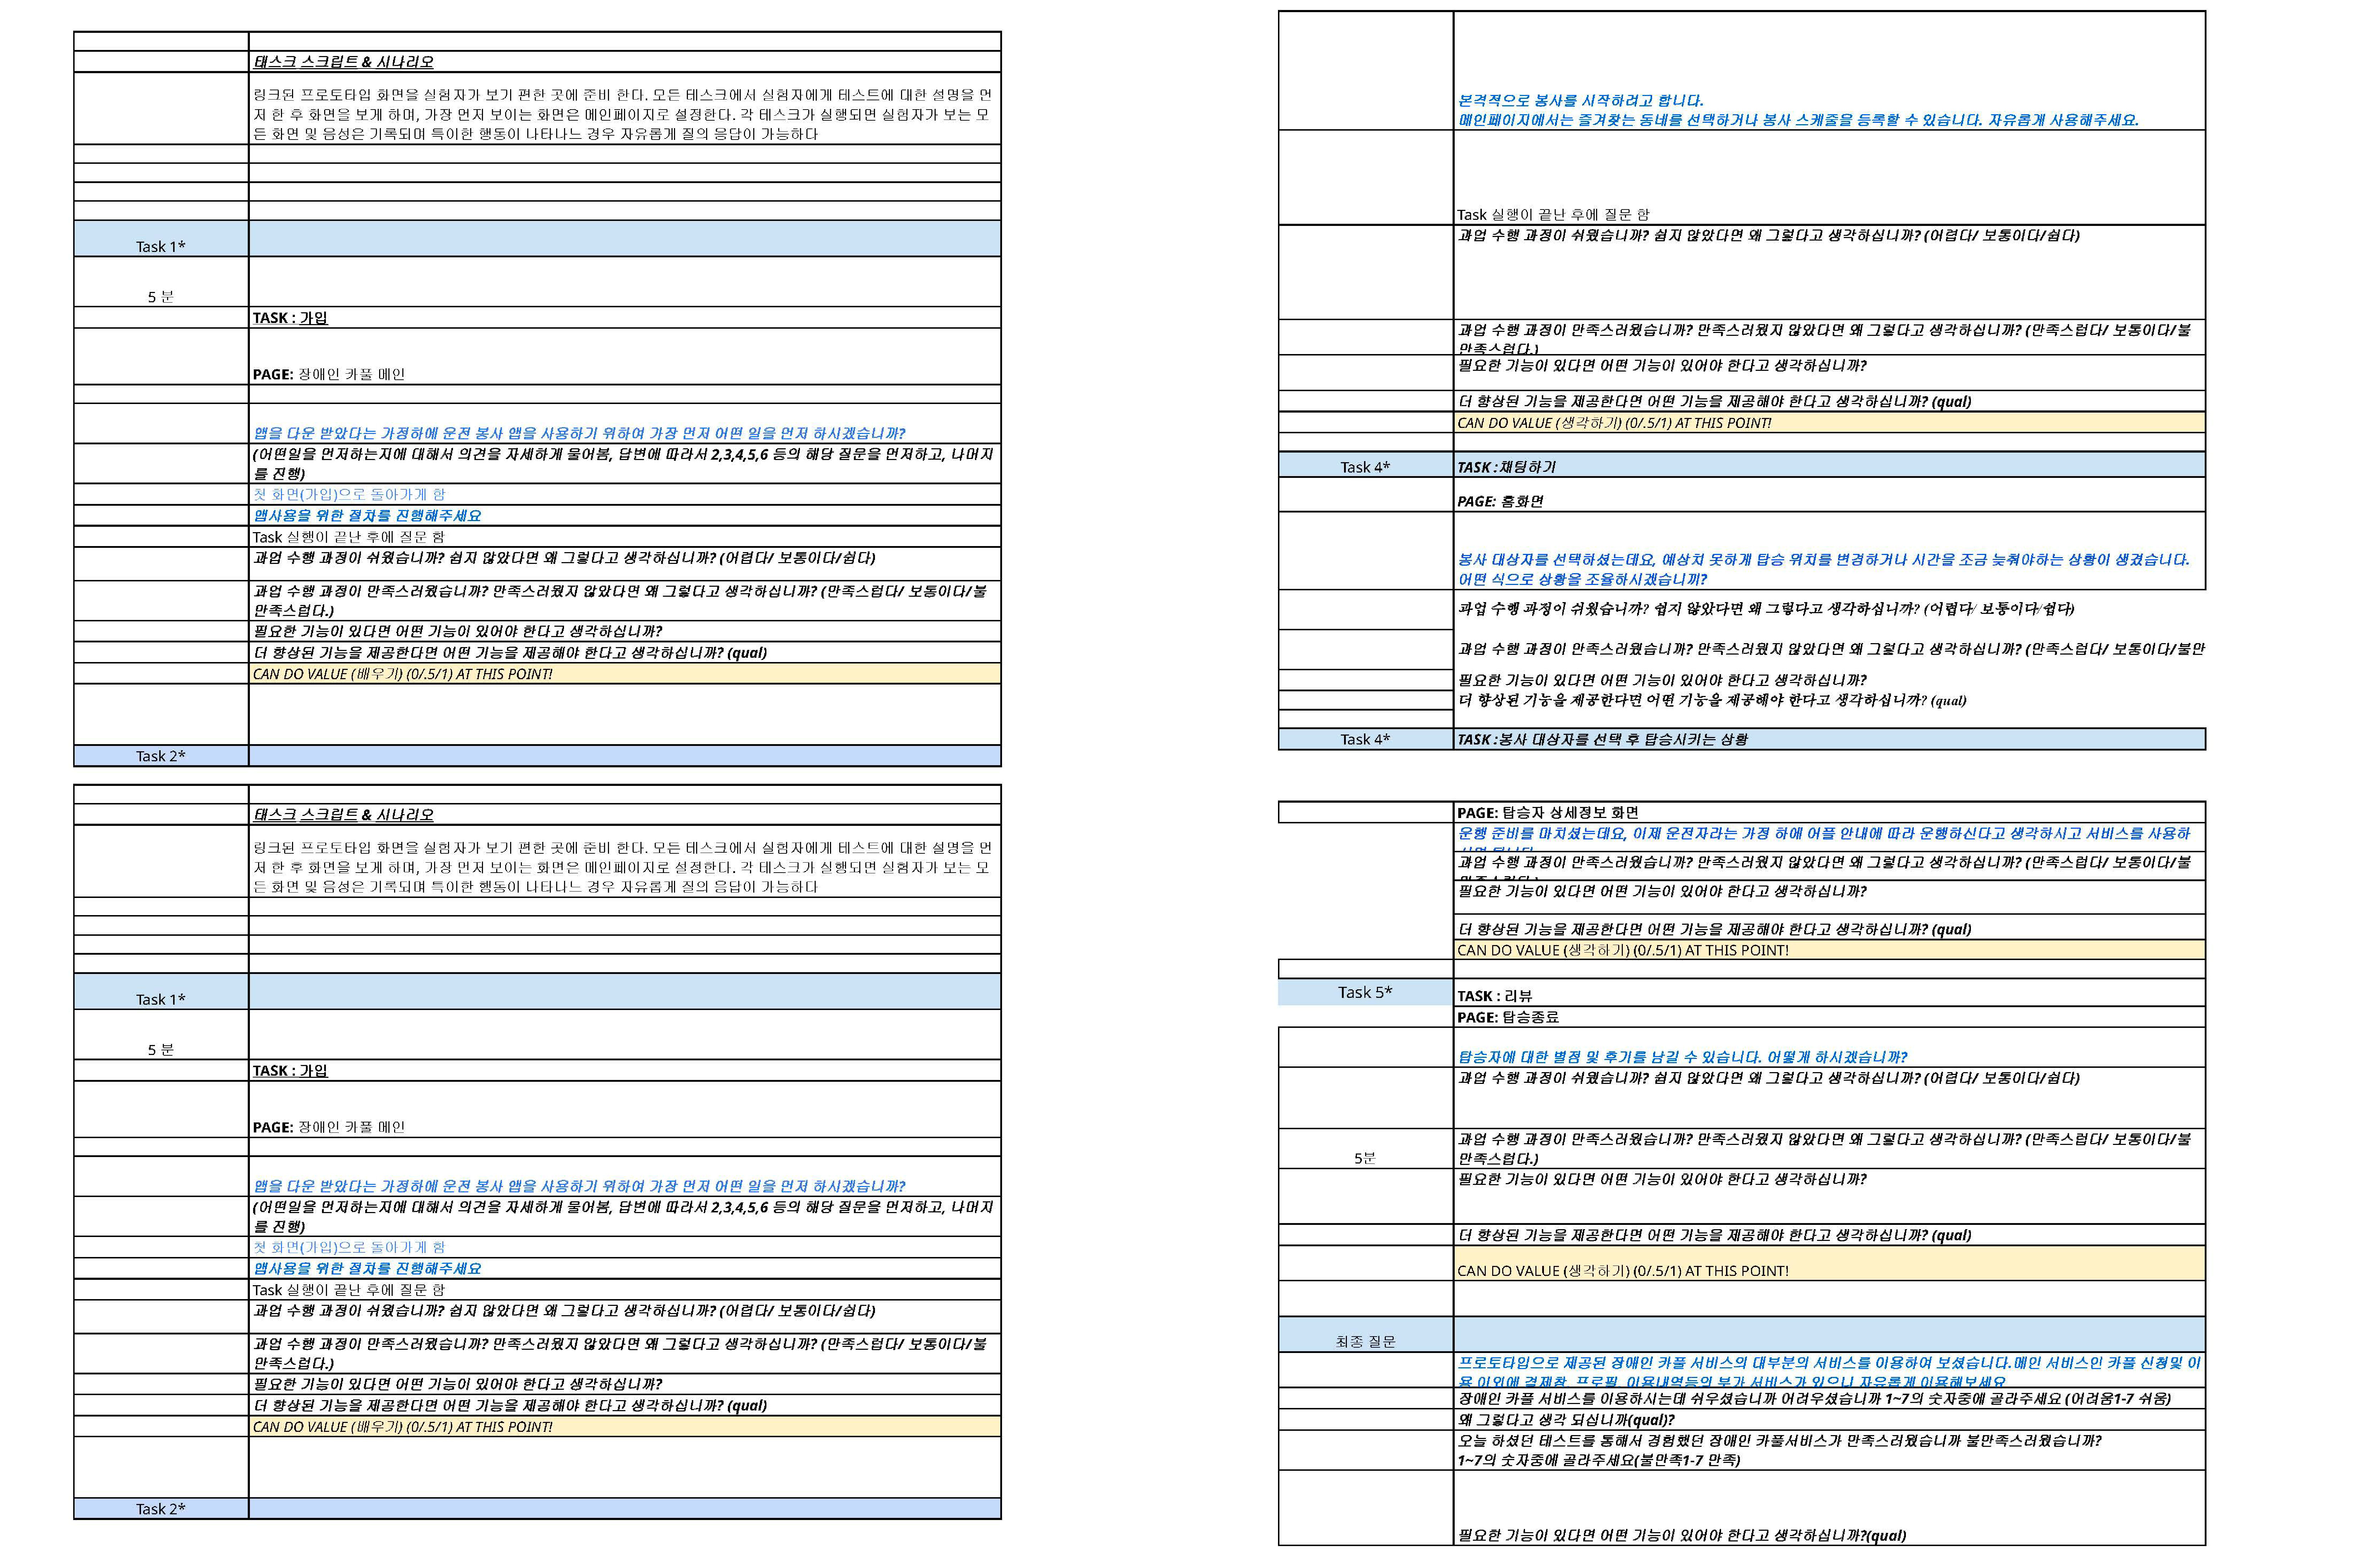 태스크 스크립트 & 시나리오
링크된 프로토타입 화면을 실험자가 보기 편한 곳에 준비 한다. 모든 테스크에서 실험자에게 테스트에 대한 설명을 먼
저 한 후 화면을 보게 하며, 가장 먼저 보이는 화면은 메인페이지로 설정한다. 각 테스크가 실행되면 실험자가 보는 모
든 화면 및 음성은 기록되며 특이한 행동이 나타나느 경우 자유롭게 질의 응답이 가능하다
Task 1*
5 분
TASK : 가입
PAGE: 장애인 카풀 메인
앱을 다운 받았다는 가정하에 운전 봉사 앱을 사용하기 위하여 가장 먼저 어떤 일을 먼저 하시겠습니까?
(어떤일을 먼저하는지에 대해서 의견을 자세하게 물어봄, 답변에 따라서 2,3,4,5,6 등의 해당 질문을 먼저하고, 나머지
를 진행)
첫 화면(가입)으로 돌아가게 함
앱사용을 위한 절차를 진행해주세요
Task 실행이 끝난 후에 질문 함
과업 수행 과정이 쉬웠습니까? 쉽지 않았다면 왜 그렇다고 생각하십니까? (어렵다/ 보통이다/쉽다)
과업 수행 과정이 만족스러웠습니까? 만족스러웠지 않았다면 왜 그렇다고 생각하십니까? (만족스럽다/ 보통이다/불
만족스럽다.)
필요한 기능이 있다면 어떤 기능이 있어야 한다고 생각하십니까?
더 향상된 기능을 제공한다면 어떤 기능을 제공해야 한다고 생각하십니까? (qual)
CAN DO VALUE (배우기) (0/.5/1) AT THIS POINT!
Task 2*
태스크 스크립트 & 시나리오
링크된 프로토타입 화면을 실험자가 보기 편한 곳에 준비 한다. 모든 테스크에서 실험자에게 테스트에 대한 설명을 먼
저 한 후 화면을 보게 하며, 가장 먼저 보이는 화면은 메인페이지로 설정한다. 각 테스크가 실행되면 실험자가 보는 모
든 화면 및 음성은 기록되며 특이한 행동이 나타나느 경우 자유롭게 질의 응답이 가능하다
Task 1*
5 분
TASK : 가입
PAGE: 장애인 카풀 메인
앱을 다운 받았다는 가정하에 운전 봉사 앱을 사용하기 위하여 가장 먼저 어떤 일을 먼저 하시겠습니까?
(어떤일을 먼저하는지에 대해서 의견을 자세하게 물어봄, 답변에 따라서 2,3,4,5,6 등의 해당 질문을 먼저하고, 나머지
를 진행)
첫 화면(가입)으로 돌아가게 함
앱사용을 위한 절차를 진행해주세요
Task 실행이 끝난 후에 질문 함
과업 수행 과정이 쉬웠습니까? 쉽지 않았다면 왜 그렇다고 생각하십니까? (어렵다/ 보통이다/쉽다)
과업 수행 과정이 만족스러웠습니까? 만족스러웠지 않았다면 왜 그렇다고 생각하십니까? (만족스럽다/ 보통이다/불
만족스럽다.)
필요한 기능이 있다면 어떤 기능이 있어야 한다고 생각하십니까?
더 향상된 기능을 제공한다면 어떤 기능을 제공해야 한다고 생각하십니까? (qual)
CAN DO VALUE (배우기) (0/.5/1) AT THIS POINT!
Task 2*
본격적으로 봉사를 시작하려고 합니다.
메인페이지에서는 즐겨찾는 동네를 선택하거나 봉사 스케줄을 등록할 수 있습니다. 자유롭게 사용해주세요.
Task 실행이 끝난 후에 질문 함
과업 수행 과정이 쉬웠습니까? 쉽지 않았다면 왜 그렇다고 생각하십니까? (어렵다/ 보통이다/쉽다)
과업 수행 과정이 만족스러웠습니까? 만족스러웠지 않았다면 왜 그렇다고 생각하십니까? (만족스럽다/ 보통이다/불
만족스럽다.)
필요한 기능이 있다면 어떤 기능이 있어야 한다고 생각하십니까?
더 향상된 기능을 제공한다면 어떤 기능을 제공해야 한다고 생각하십니까? (qual)
CAN DO VALUE (생각하기) (0/.5/1) AT THIS POINT!
Task 4* TASK :채팅하기
PAGE: 홈화면
봉사 대상자를 선택하셨는데요, 예상치 못하게 탑승 위치를 변경하거나 시간을 조금 늦춰야하는 상황이 생겼습니다.
어떤 식으로 상황을 조율하시겠습니까?
과업 수행 과정이 쉬웠습니까? 쉽지 않았다면 왜 그렇다고 생각하십니까? (어렵다/ 보통이다/쉽다)
과업 수행 과정이 만족스러웠습니까? 만족스러웠지 않았다면 왜 그렇다고 생각하십니까? (만족스럽다/ 보통이다/불만
필요한 기능이 있다면 어떤 기능이 있어야 한다고 생각하십니까?
더 향상된 기능을 제공한다면 어떤 기능을 제공해야 한다고 생각하십니까? (qual)
Task 4* TASK :봉사 대상자를 선택 후 탑승시키는 상황
PAGE: 탑승자 상세정보 화면
운행 준비를 마치셨는데요, 이제 운전자라는 가정 하에 어플 안내에 따라 운행하신다고 생각하시고 서비스를 사용하
과업 수행 과정이 만족스러웠습니까? 만족스러웠지 않았다면 왜 그렇다고 생각하십니까? (만족스럽다/ 보통이다/불
필요한 기능이 있다면 어떤 기능이 있어야 한다고 생각하십니까?
더 향상된 기능을 제공한다면 어떤 기능을 제공해야 한다고 생각하십니까? (qual)
CAN DO VALUE (생각하기) (0/.5/1) AT THIS POINT!
Task 5* TASK : 리뷰
PAGE: 탑승종료
탑승자에 대한 별점 및 후기를 남길 수 있습니다. 어떻게 하시겠습니까?
과업 수행 과정이 쉬웠습니까? 쉽지 않았다면 왜 그렇다고 생각하십니까? (어렵다/ 보통이다/쉽다)
과업 수행 과정이 만족스러웠습니까? 만족스러웠지 않았다면 왜 그렇다고 생각하십니까? (만족스럽다/ 보통이다/불
만족스럽다.)
5분
필요한 기능이 있다면 어떤 기능이 있어야 한다고 생각하십니까?
더 향상된 기능을 제공한다면 어떤 기능을 제공해야 한다고 생각하십니까? (qual)
CAN DO VALUE (생각하기) (0/.5/1) AT THIS POINT!
최종 질문
프로토타입으로 제공된 장애인 카풀 서비스의 대부분의 서비스를 이용하여 보셨습니다.메인 서비스인 카풀 신청및 이
용 이외에 결제창, 프로필, 이용내역등의 부가 서비스가 있으니 자유롭게 이용해보세요
장애인 카풀 서비스를 이용하시는데 쉬우셨습니까 어려우셨습니까 1~7의 숫자중에 골라주세요 (어려움1-7 쉬움)
왜 그렇다고 생각 되십니까(qual)?
오늘 하셨던 테스트를 통해서 경험했던 장애인 카풀서비스가 만족스러웠습니까 불만족스러웠습니까?
1~7의 숫자중에 골라주세요(불만족1-7 만족)
필요한 기능이 있다면 어떤 기능이 있어야 한다고 생각하십니까?(qual)